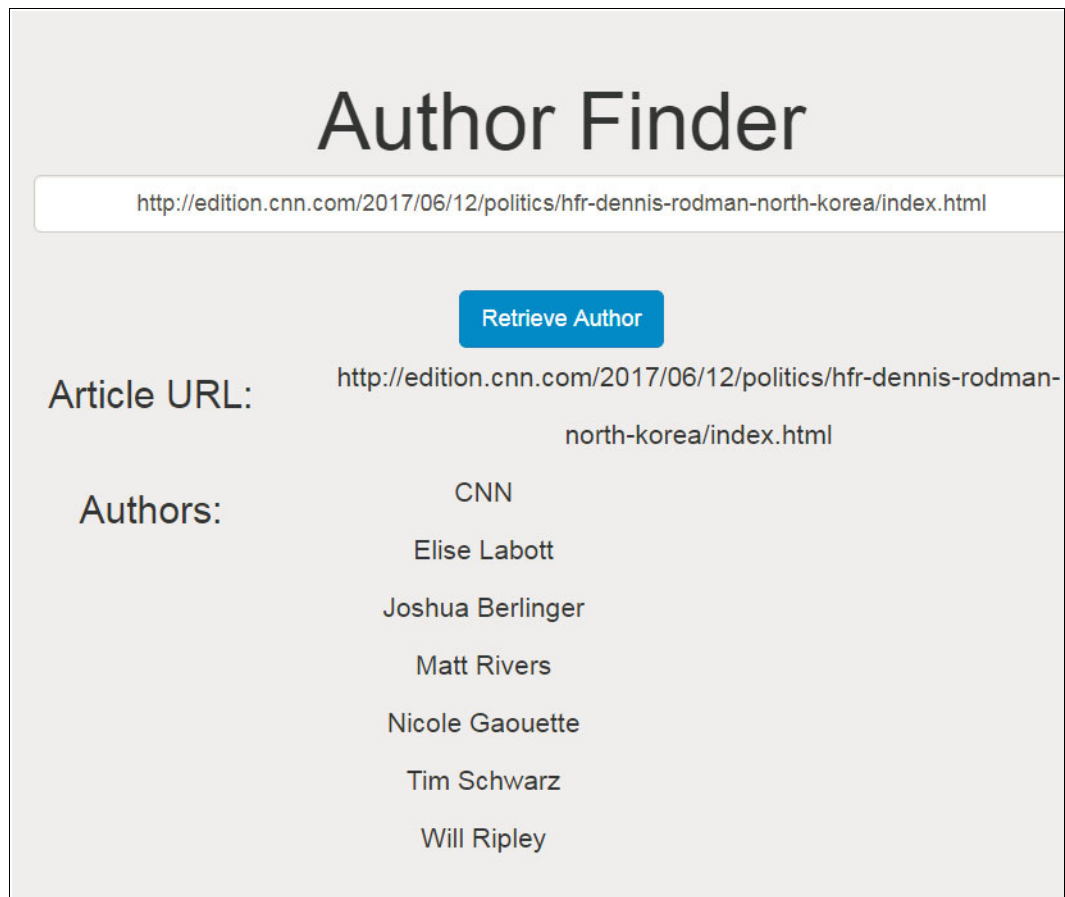 Author Finder
http://edition.cnn.com/2017/06/12/politics/hfr-dennis-rodman-north-korea/index.html
Retrieve Author
Article URL:
http://edition.cnn.com/2017/06/12/politics/hfr-dennis-rodman-
north-korea/index.html
Authors:
CNN
Elise Labott
Joshua Berlinger
Matt Rivers
Nicole Gaouette
Tim Schwarz
Will Ripley